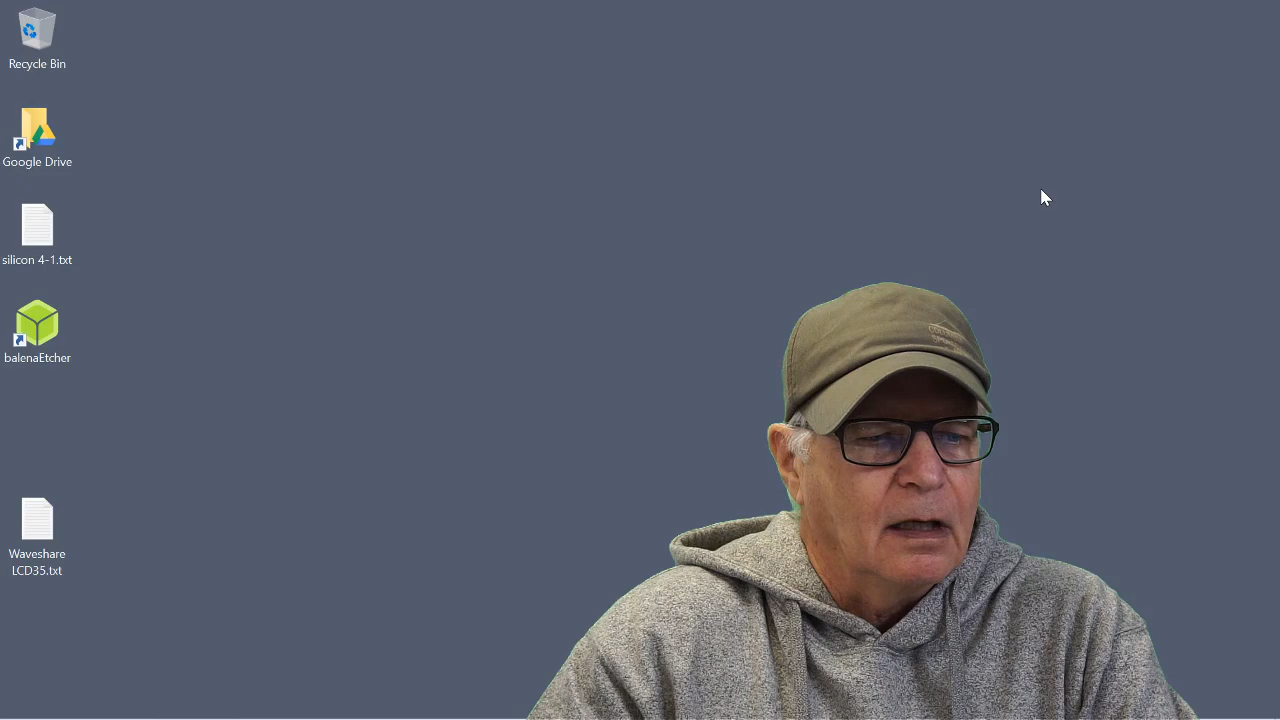 Recycle Bin
Google Drive
silicon 4-1.txt
balenaEtcher
Waveshare
LCD35.txt